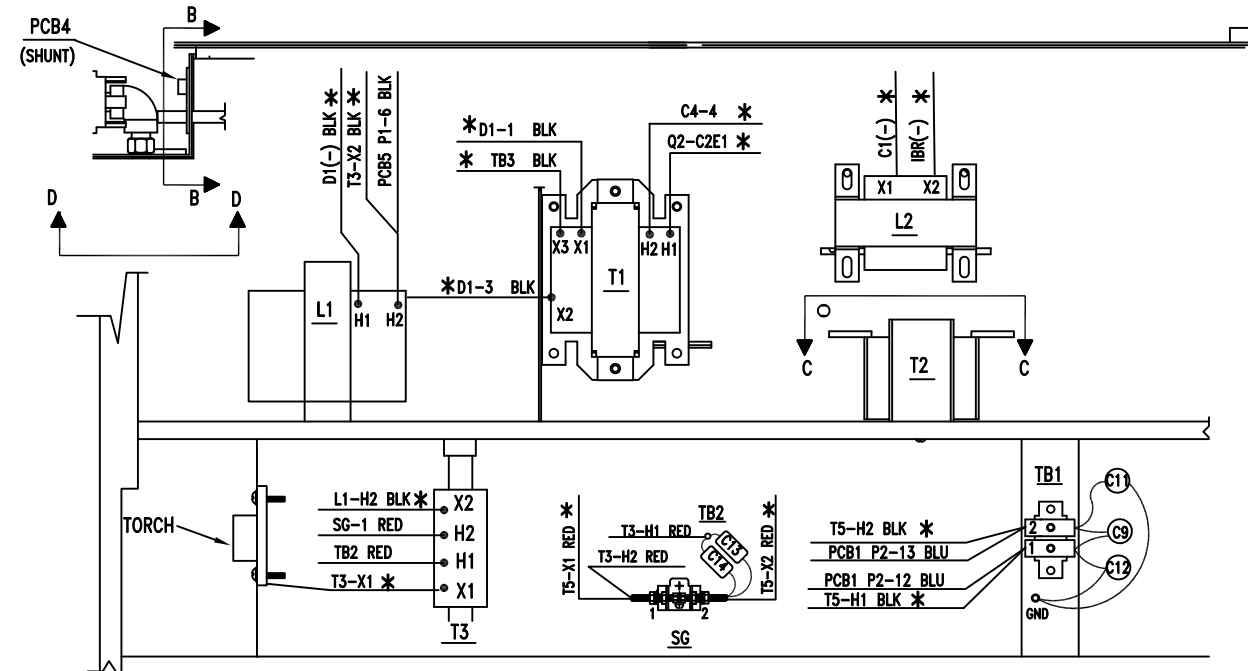 B
PCB4
(SHUNT)
B
D
D
D1(-) BLK *
T3-X2 BLK *
PCB5 P1-6 BLK
*D1-1 BLK
* TB3 BLK
C4-4 *
Q2-C2E1 *
C1(-) *
IBR(-) *
X1 X2
L2
X3 X1
H2 H1
T1
*D1-3 BLK
X2
L1
H1
H2
C
C
T2
TORCH
L1-H2 BLK *
SG-1 RED
TB2 RED
T3-X1 *
X2
H2
H1
X1
T3
T5-X1 RED *
T3-H1 RED
T3-H2 RED
TB2
C13
C14
T5-X2 RED *
+
1
2
SG
TB1
T5-H2 BLK *
PCB1 P2-13 BLU
PCB1 P2-12 BLU
T5-H1 BLK *
2
1
C11
C9
C12
GND